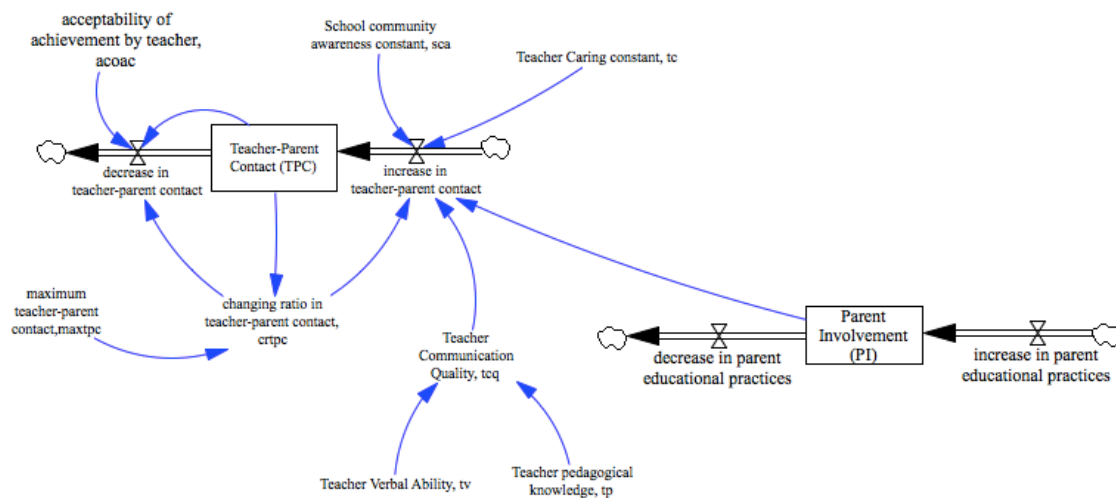 acceptability of
achievement by teacher,
acoac
School community
awareness constant, sca
Teacher Caring constant, tc
Teacher-Parent
Contact (TPC)
decrease in
teacher-parent contact
increase in
teacher-parent contact
maximum
teacher-parent
contact,maxtpc
changing ratio in
teacher-parent contact,
crtpc
Teacher
Communication
Quality, tcq
Parent
Involvement
(PI)
decrease in parent
educational practices
increase in parent
educational practices
Teacher Verbal Ability, tv
Teacher pedagogical
knowledge, tp